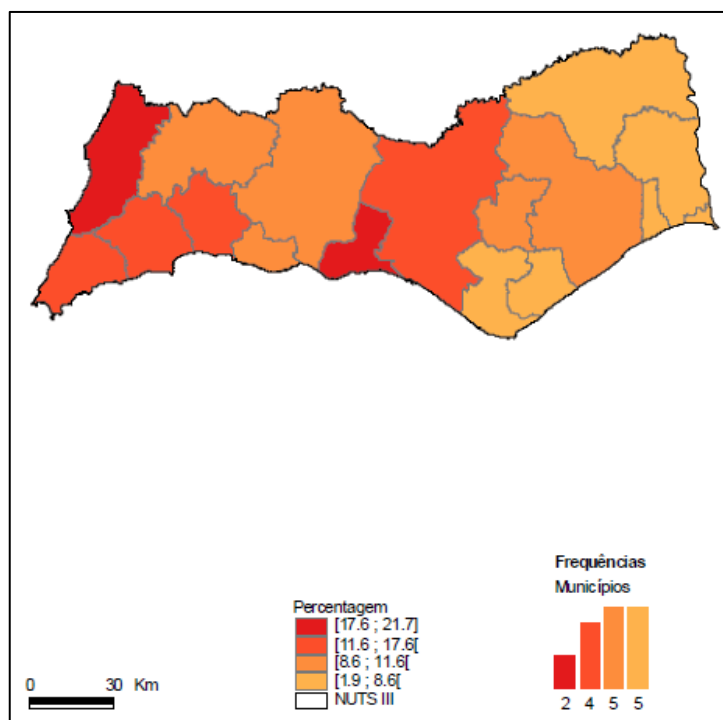 Frequências
Municípios
Percentagem
[17.6 ; 21.7]
[11.6 ; 17.6[
[8.6 ; 11.6[
[1.9 ; 8.6[
NUTS III
0 30 Km
2 4 5 5